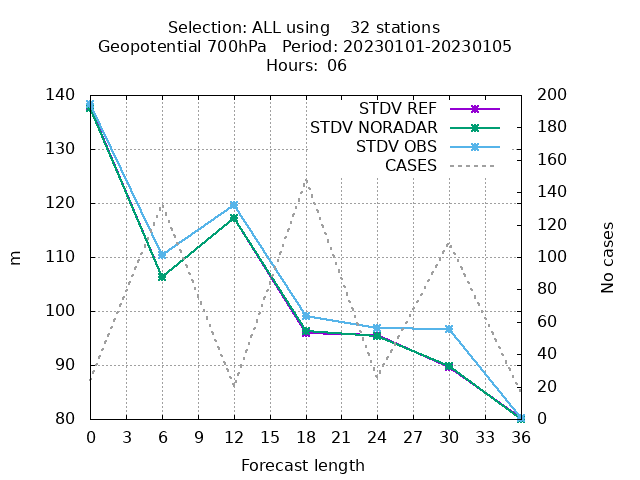 Selection: ALL using    32 stations
Geopotential 700hPa   Period: 20230101-20230105
Hours: 06
STDV REF
STDV NORADAR
STDV OBS
CASES
140
130
120
110
100
90
80
m
200
180
160
140
120
100
80
60
40
20
0
No cases
0 3 6 9 12 15 18 21 24 27 30 33 36
Forecast length